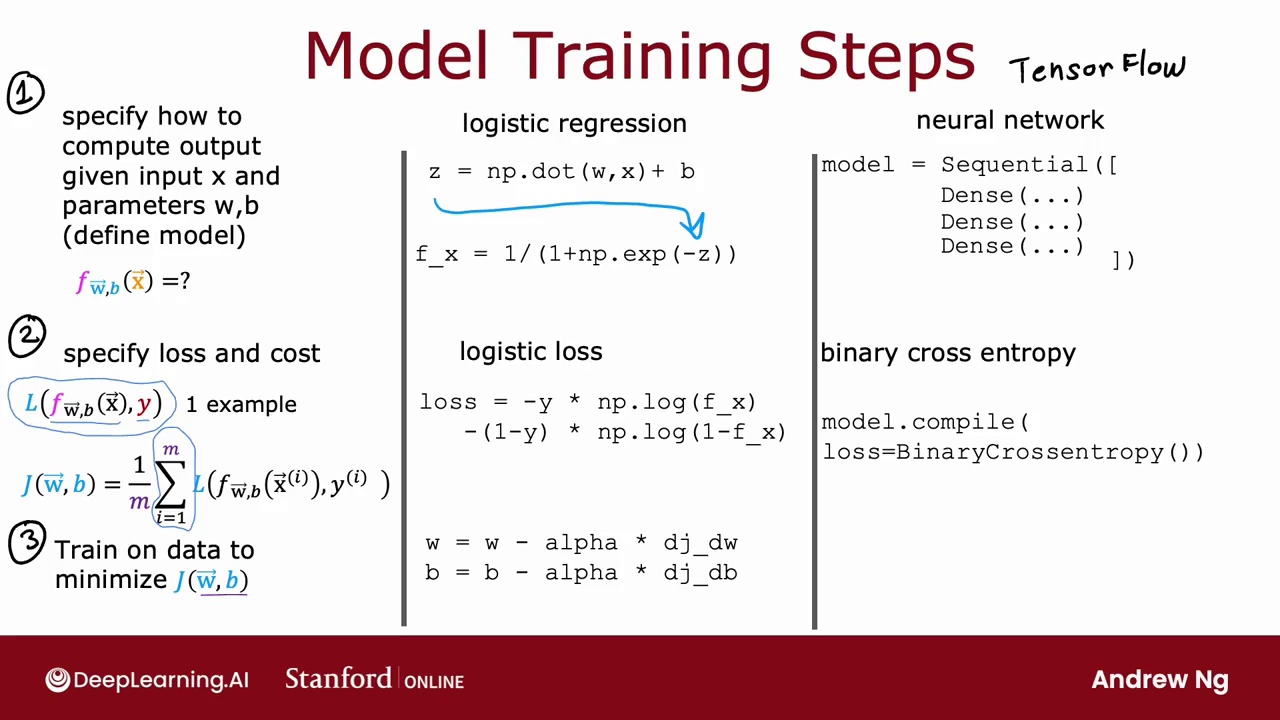 Model Training Steps
TensorFlow
1
specify how to
compute output
given input x and
parameters w,b
(define model)
f_{\vec{w},b}(\vec{x}) =?
logistic regression
z = np.dot(w,x)+ b
f_x = 1/(1+np.exp(-z))
neural network
model = Sequential([
Dense(...)
Dense(...)
Dense(...)
])
2
specify loss and cost
L(f_{\vec{w},b}(\vec{x}),y) 1 example
J(\vec{w},b) = \frac{1}{m} \sum_{i=1}^{m} L(f_{\vec{w},b}(\vec{x}^{(i)}),y^{(i)} )
logistic loss
loss = -y * np.log(f_x)
-(1-y) * np.log(1-f_x)
binary cross entropy
model.compile(
loss=BinaryCrossentropy())
3
Train on data to
minimize J(\vec{w},b)
w = w - alpha * dj_dw
b = b - alpha * dj_db
DeepLearning.AI
Stanford | ONLINE
Andrew Ng